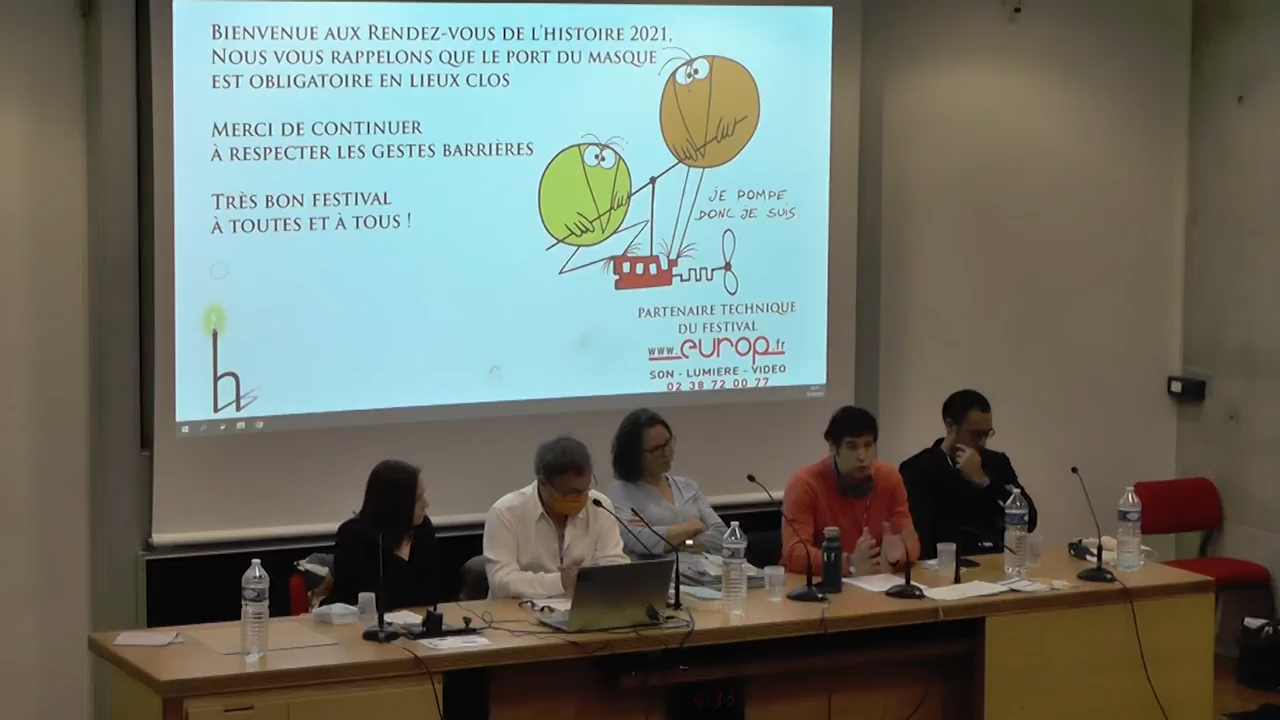 BIENVENUE AUX RENDEZ-VOUS DE L'HISTOIRE 2021,
NOUS VOUS RAPPELONS QUE LE PORT DU MASQUE
EST OBLIGATOIRE EN LIEUX CLOS
MERCI DE CONTINUER
À RESPECTER LES GESTES BARRIÈRES
TRÈS BON FESTIVAL
À TOUTES ET À TOUS !
JE POMPE
DONC JE SUIS
PARTENAIRE TECHNIQUE
DU FESTIVAL
www.europ.fr
SON - LUMIERE - VIDEO
02 38 72 00 77
h
9:33